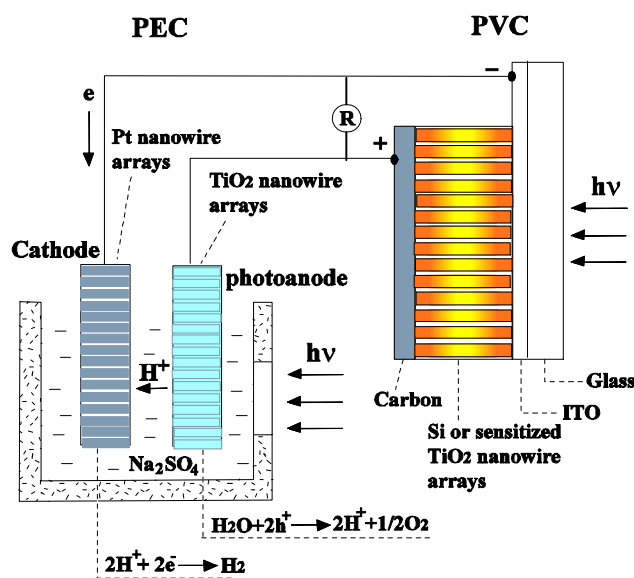 PEC
PVC
e
−
R
+
Pt nanowire
arrays
TiO2 nanowire
arrays
hν
Cathode
photoanode
hν
H+
Na2SO4
Carbon
Glass
ITO
Si or sensitized
TiO2 nanowire
arrays
H2O+2h+ → 2H+ +1/2O2
2H+ + 2e- → H2